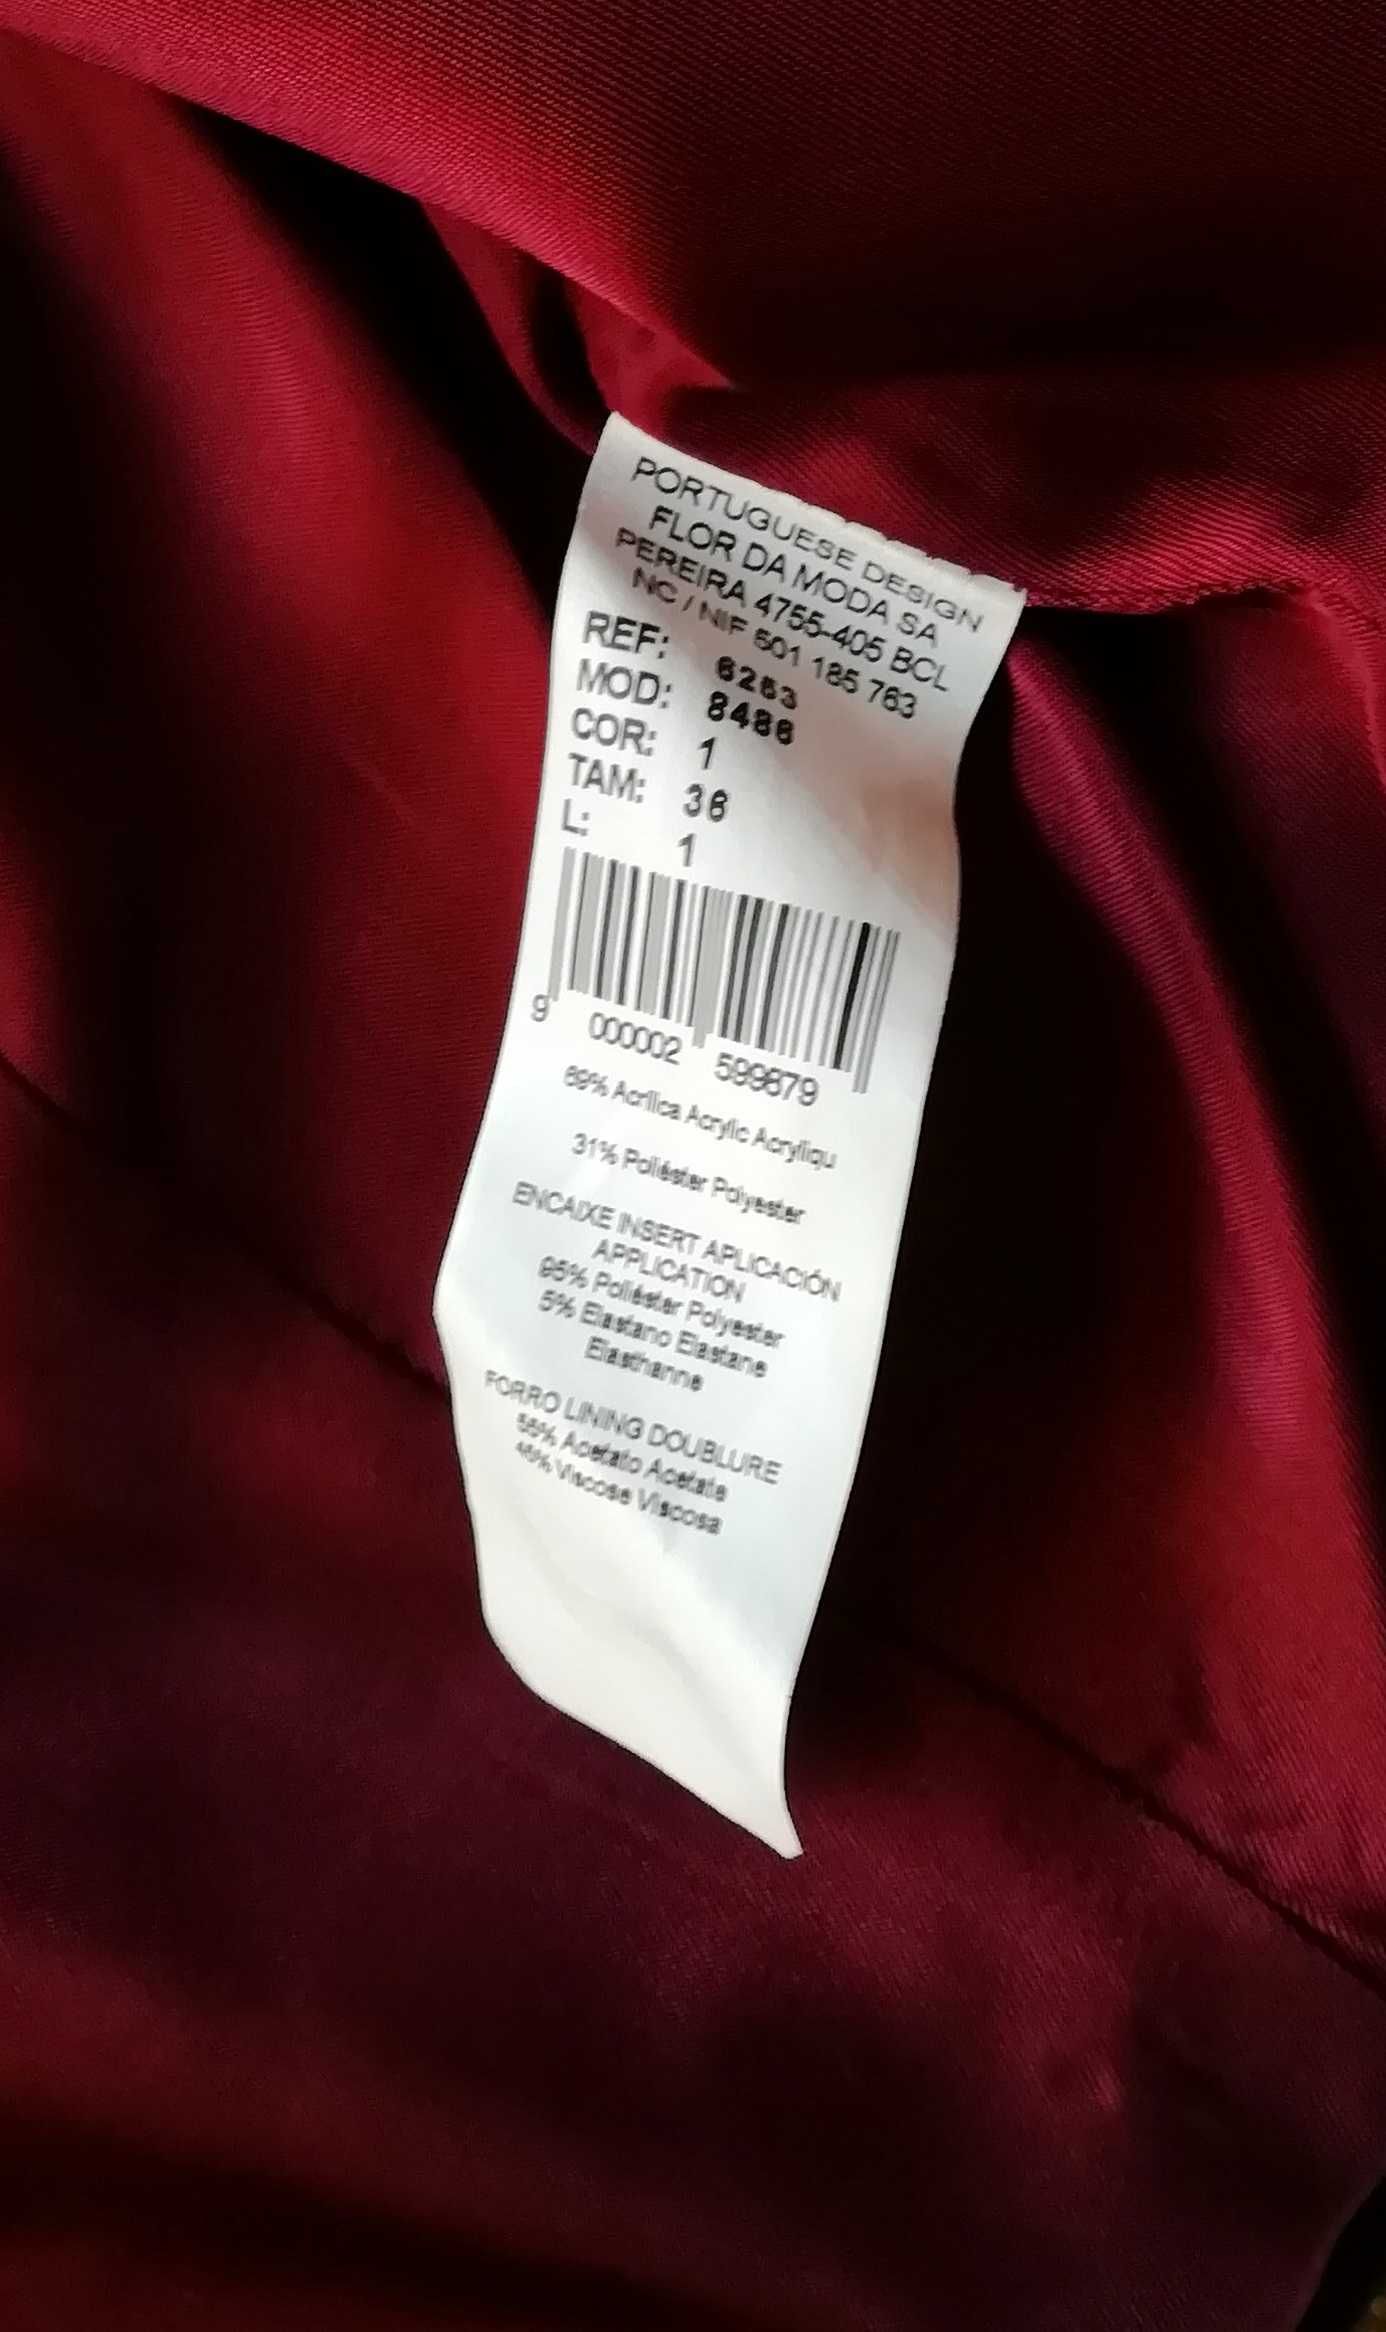 PORTUGUESE DESIGN
FLOR DA MODA SA
PEREIRA 4755-405 BCL
NC / NIF 501 185 763
REF: 6263
MOD: 8486
COR: 1
TAM: 36
L: 1
9 000002 599879
69% Acrílica Acrylic Acryliqu
31% Poliéster Polyester
ENCAIXE INSERT APLICACIÓN
APPLICATION
95% Poliéster Polyester
5% Elastano Elastane
Elasthanne
FORRO LINING DOUBLURE
Acetato Acetate
Viscose Viscosa